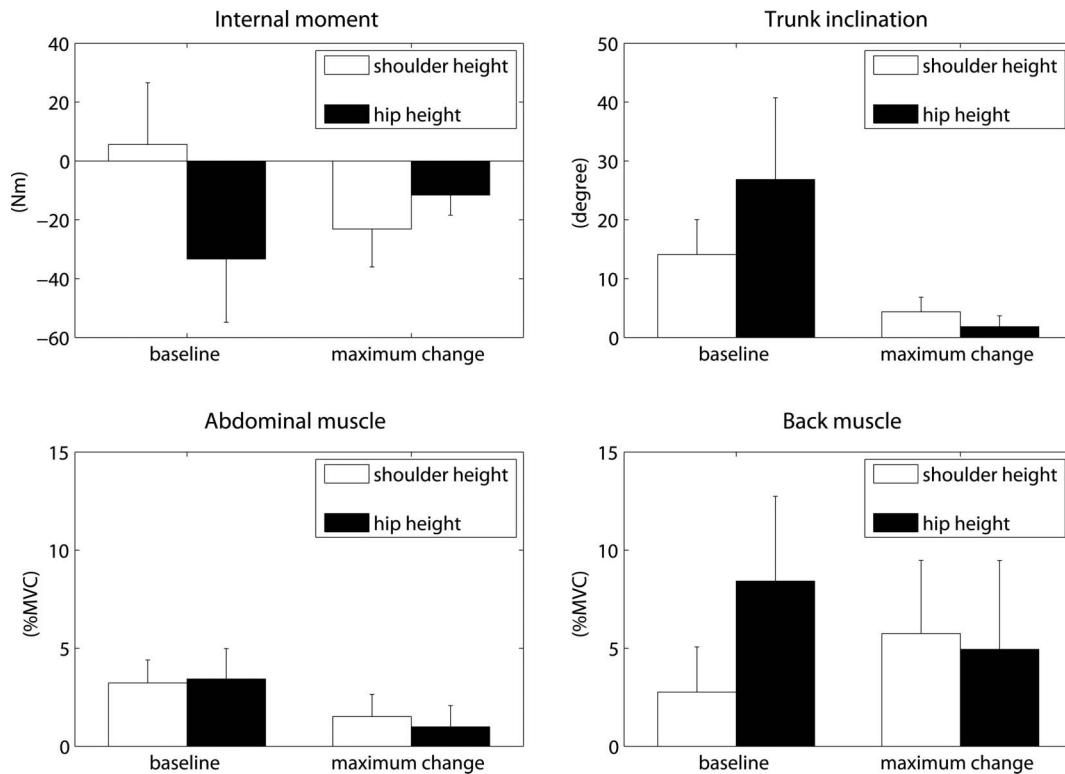 Internal moment
40
20
0
−20
−40
−60
(Nm)
shoulder height
hip height
baseline
maximum change
Trunk inclination
50
40
30
20
10
0
(degree)
shoulder height
hip height
baseline
maximum change
Abdominal muscle
15
10
5
0
(%MVC)
shoulder height
hip height
baseline
maximum change
Back muscle
15
10
5
0
(%MVC)
shoulder height
hip height
baseline
maximum change